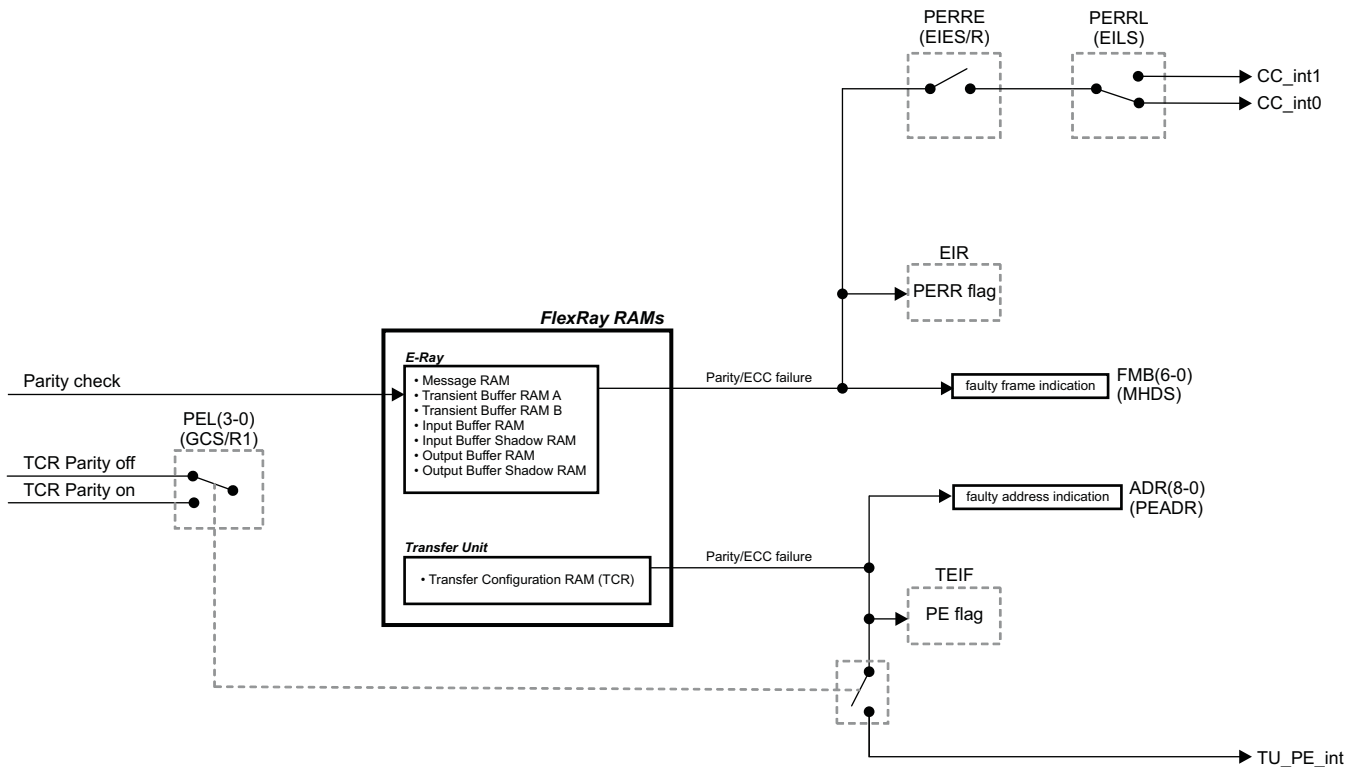 PERRE
(EIES/R)
PERRL
(EILS)
CC_int1
CC_int0
EIR
PERR flag
FlexRay RAMs
E-Ray
• Message RAM
• Transient Buffer RAM A
• Transient Buffer RAM B
• Input Buffer RAM
• Input Buffer Shadow RAM
• Output Buffer RAM
• Output Buffer Shadow RAM
Parity check
Parity/ECC failure
faulty frame indication
FMB(6-0)
(MHDS)
PEL(3-0)
(GCS/R1)
TCR Parity off
TCR Parity on
faulty address indication
ADR(8-0)
(PEADR)
Transfer Unit
• Transfer Configuration RAM (TCR)
Parity/ECC failure
TEIF
PE flag
TU_PE_int